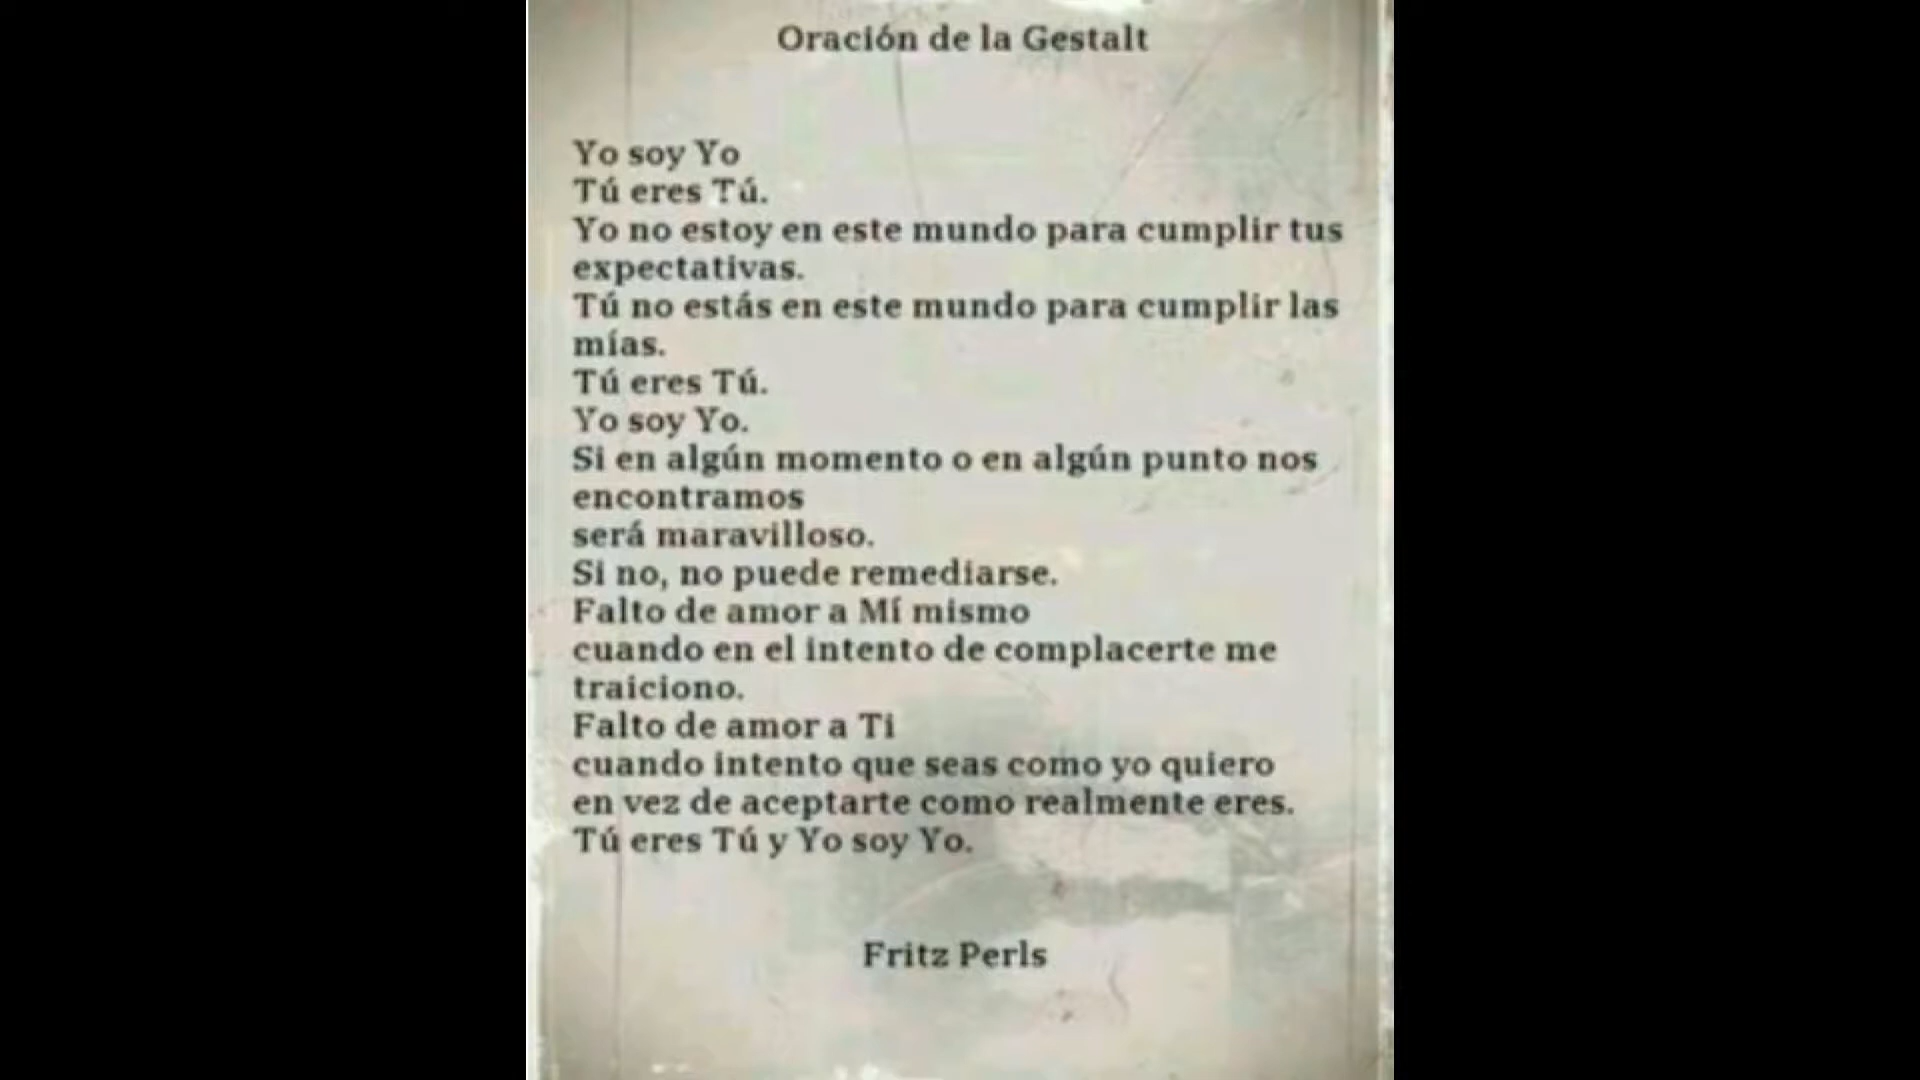 Oración de la Gestalt
Yo soy Yo
Tú eres Tú.
Yo no estoy en este mundo para cumplir tus
expectativas.
Tú no estás en este mundo para cumplir las
mías.
Tú eres Tú.
Yo soy Yo.
Si en algún momento o en algún punto nos
encontramos
será maravilloso.
Si no, no puede remediarse.
Falto de amor a Mí mismo
cuando en el intento de complacerte me
traiciono.
Falto de amor a Ti
cuando intento que seas como yo quiero
en vez de aceptarte como realmente eres.
Tú eres Tú y Yo soy Yo.
Fritz Perls